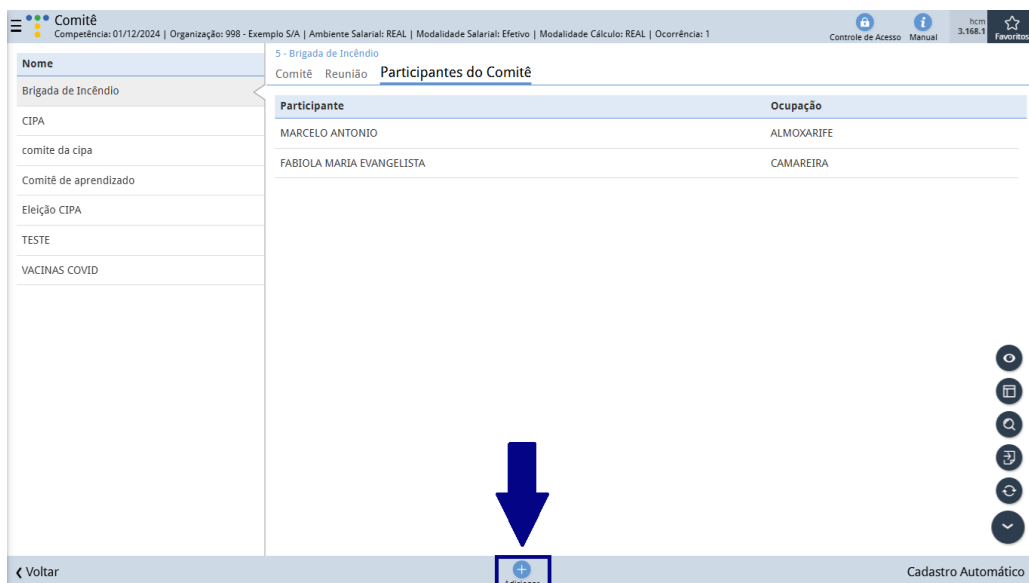 Comitê
Competência: 01/12/2024 | Organização: 998 - Exemplo S/A | Ambiente Salarial: REAL | Modalidade Salarial: Efetivo | Modalidade Cálculo: REAL | Ocorrência: 1
Controle de Acesso
Manual
hcm
3.168.1
Favoritos
Nome
Brigada de Incêndio
CIPA
comite da cipa
Comitê de aprendizado
Eleição CIPA
TESTE
VACINAS COVID
5 - Brigada de Incêndio
Comitê Reunião Participantes do Comitê
Participante Ocupação
MARCELO ANTONIO ALMOXARIFE
FABIOLA MARIA EVANGELISTA CAMAREIRA
Voltar
Adicionar
Cadastro Automático